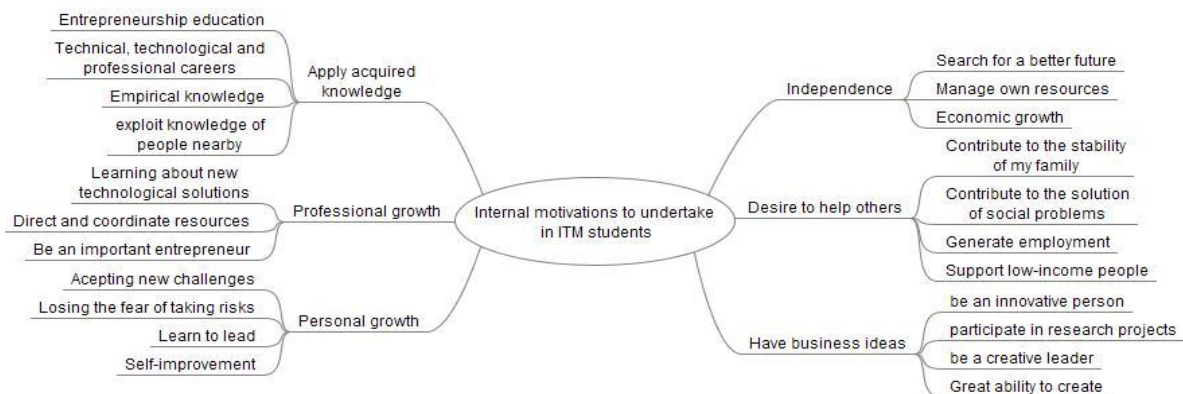 Internal motivations to undertake
in ITM students
Apply acquired
knowledge
Entrepreneurship education
Technical, technological and
professional careers
Empirical knowledge
exploit knowledge of
people nearby
Professional growth
Learning about new
technological solutions
Direct and coordinate resources
Be an important entrepreneur
Personal growth
Acepting new challenges
Losing the fear of taking risks
Learn to lead
Self-improvement
Independence
Search for a better future
Manage own resources
Economic growth
Desire to help others
Contribute to the stability
of my family
Contribute to the solution
of social problems
Generate employment
Support low-income people
Have business ideas
be an innovative person
participate in research projects
be a creative leader
Great ability to create